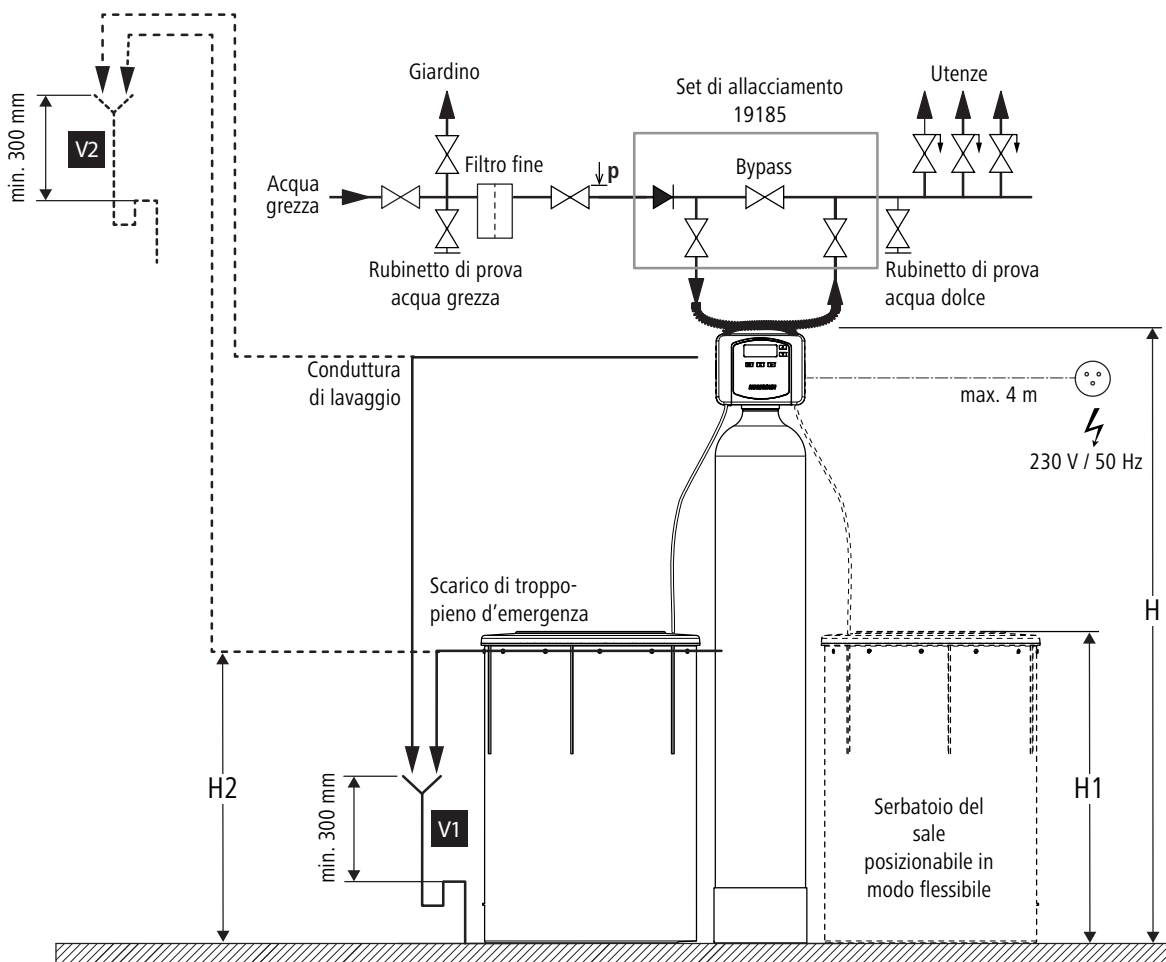 Giardino
Set di allacciamento
19185
Utenze
min. 300 mm
V2
Filtro fine
p
Bypass
Acqua
grezza
Rubinetto di prova
acqua grezza
Rubinetto di prova
acqua dolce
Conduttura
di lavaggio
max. 4 m
230 V / 50 Hz
Scarico di troppo-
pieno d'emergenza
H
H2
H1
min. 300 mm
V1
Serbatoio del
sale
posizionabile in
modo flessibile